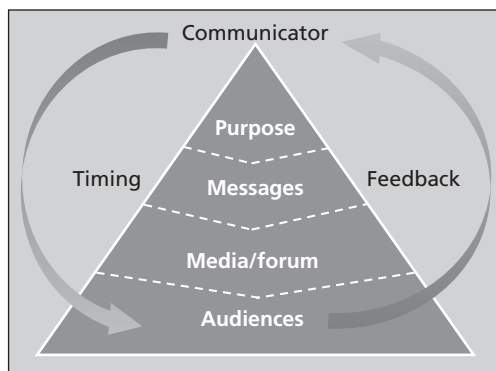 Communicator
Purpose
Timing
Messages
Feedback
Media/forum
Audiences